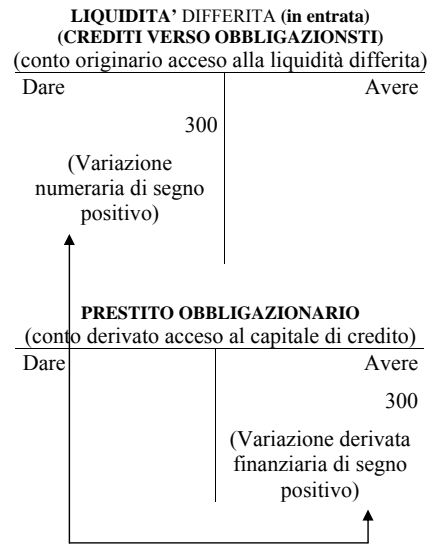 LIQUIDITA’ DIFFERITA (in entrata)
(CREDITI VERSO OBBLIGAZIONSTI)
(conto originario acceso alla liquidità differita)
Dare Avere
300
(Variazione
numeraria di segno
positivo)
PRESTITO OBBLIGAZIONARIO
(conto derivato acceso al capitale di credito)
Dare Avere
300
(Variazione derivata
finanziaria di segno
positivo)